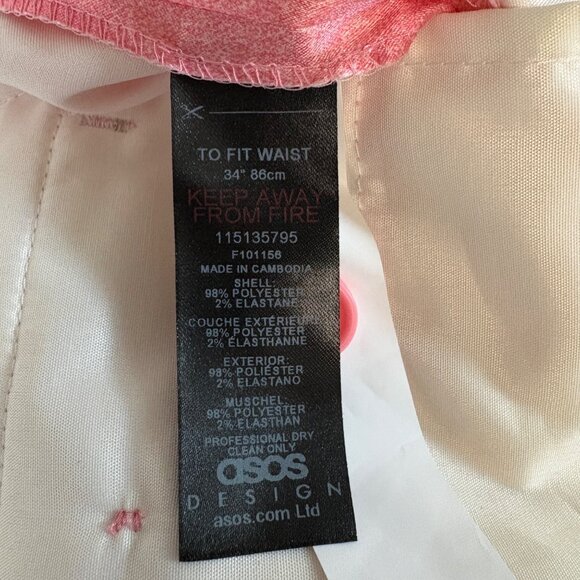 TO FIT WAIST
34" 86cm
KEEP AWAY
FROM FIRE
115135795
F101156
MADE IN CAMBODIA
SHELL:
98% POLYESTER
2% ELASTANE
COUCHE EXTÉRIEURE:
98% POLYESTER
2% ÉLASTHANNE
EXTERIOR:
98% POLIÉSTER
2% ELASTANO
MUSCHEL:
98% POLYESTER
2% ELASTHAN
PROFESSIONAL DRY
CLEAN ONLY
asos
DESIGN
asos.com Ltd